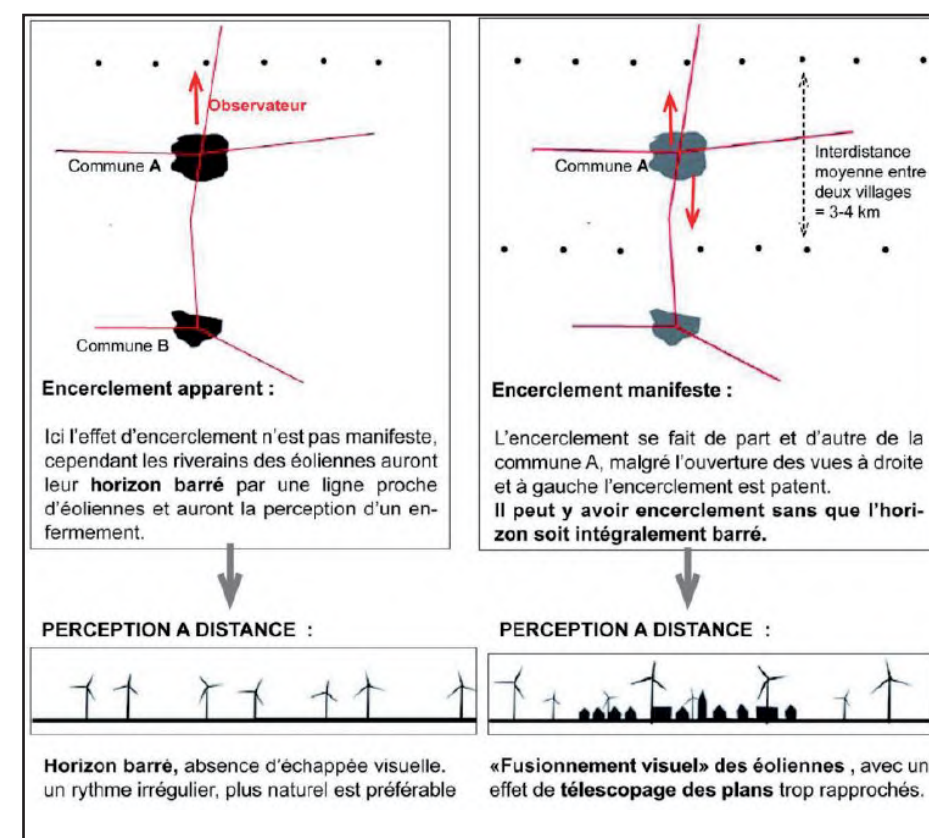 Observateur
Commune A
Commune B
Encerclement apparent :
Ici l'effet d'encerclement n'est pas manifeste,
cependant les riverains des éoliennes auront
leur horizon barré par une ligne proche
d'éoliennes et auront la perception d'un en-
fermement.
PERCEPTION A DISTANCE :
Horizon barré, absence d'échappée visuelle.
un rythme irrégulier, plus naturel est préférable
Commune A
Interdistance
moyenne entre
deux villages
= 3-4 km
Encerclement manifeste :
L'encerclement se fait de part et d'autre de la
commune A, malgré l'ouverture des vues à droite
et à gauche l'encerclement est patent.
Il peut y avoir encerclement sans que l'hori-
zon soit intégralement barré.
PERCEPTION A DISTANCE :
«Fusionnement visuel» des éoliennes , avec un
effet de télescopage des plans trop rapprochés.